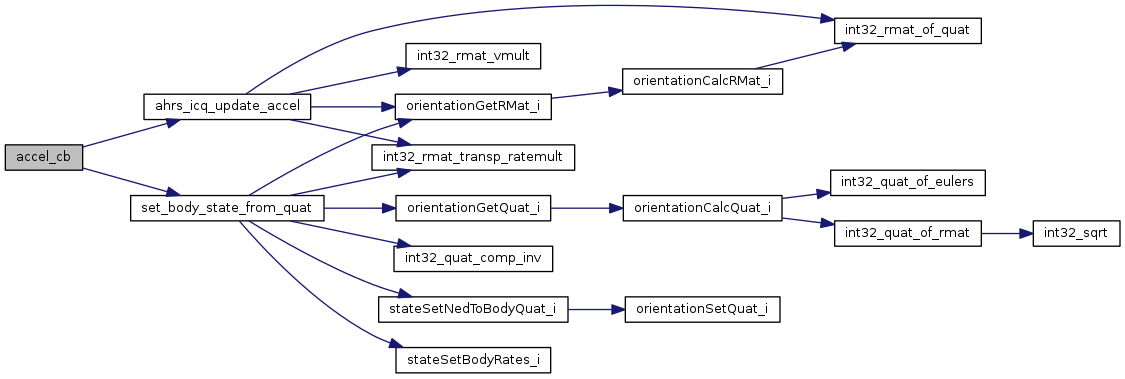 accel_cb
ahrs_icq_update_accel
set_body_state_from_quat
int32_rmat_vmult
orientationGetRMat_i
int32_rmat_transp_ratemult
orientationGetQuat_i
int32_quat_comp_inv
stateSetNedToBodyQuat_i
stateSetBodyRates_i
orientationCalcRMat_i
orientationCalcQuat_i
orientationSetQuat_i
int32_rmat_of_quat
int32_quat_of_eulers
int32_quat_of_rmat
int32_sqrt